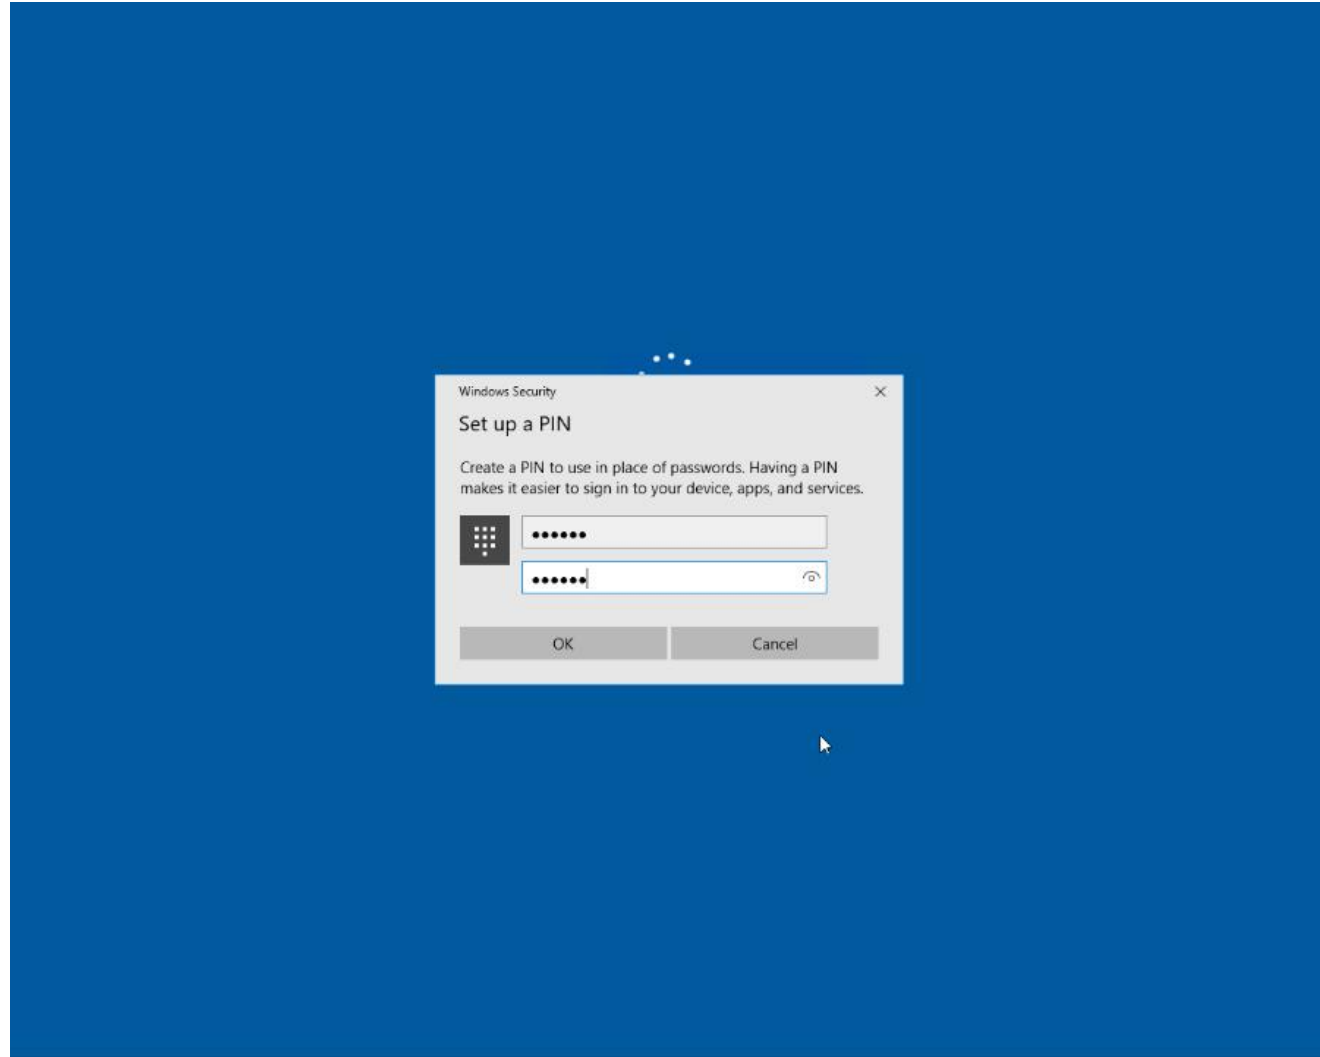 Windows Security
Set up a PIN
Create a PIN to use in place of passwords. Having a PIN
makes it easier to sign in to your device, apps, and services.
●●●●●●
●●●●●●
OK
Cancel